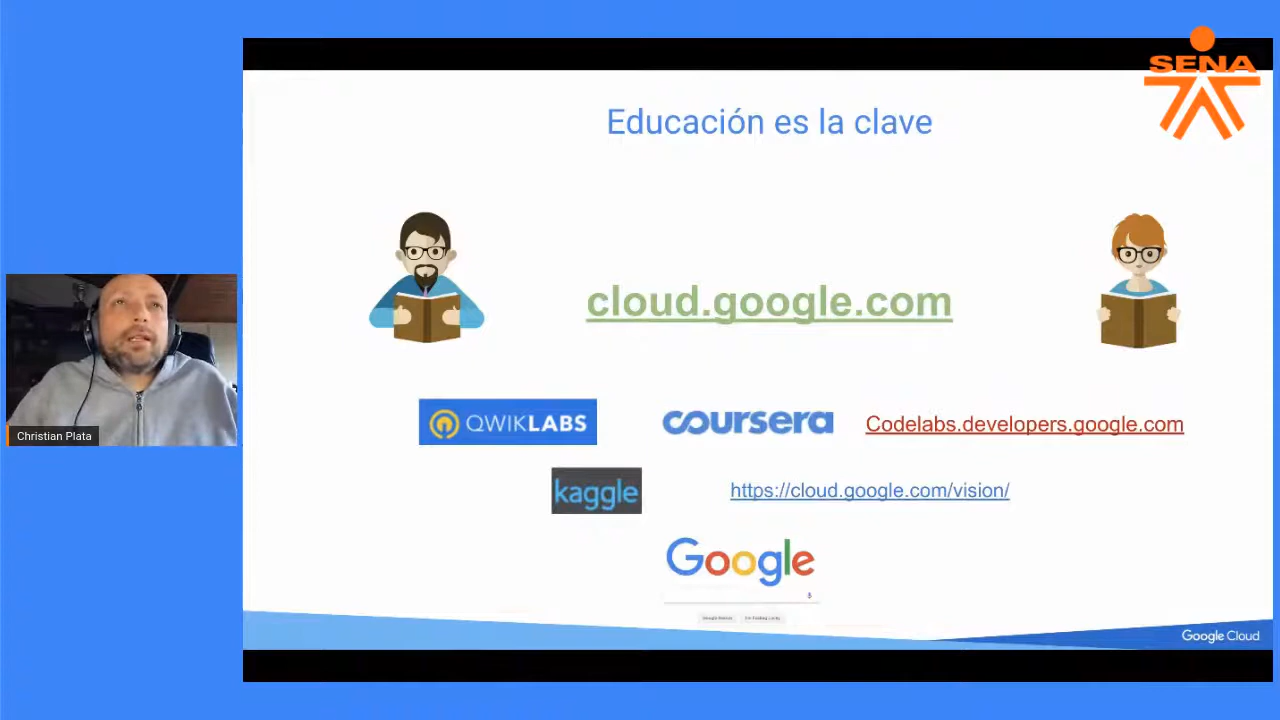 SENA
Educación es la clave
cloud.google.com
QWIKLABS
coursera
Codelabs.developers.google.com
kaggle
https://cloud.google.com/vision/
Google
Google Cloud
Christian Plata